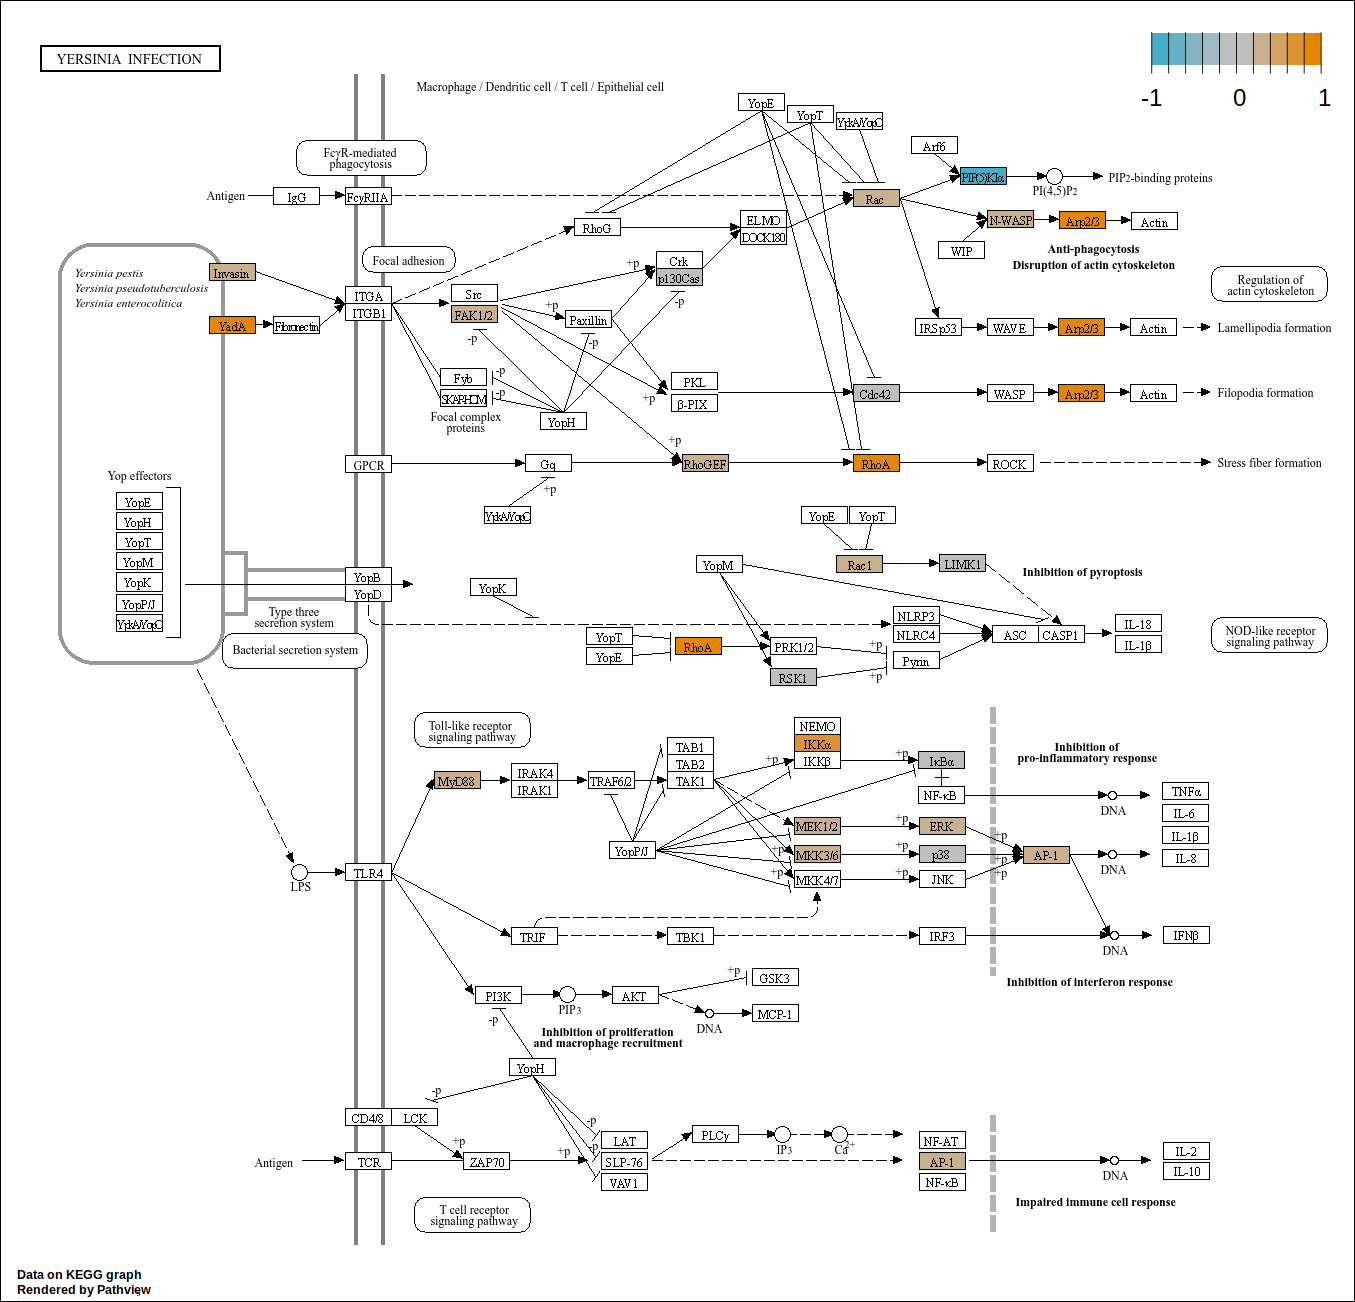 YERSINIA INFECTION
-1 0 1
Macrophage / Dendritic cell / T cell / Epithelial cell
YopE
YopT
YpkA/YopO
Arf6
FcγR-mediated
phagocytosis
Antigen
IgG
FcγRIIA
Rac
PIP(5)KIα
PI(4,5)P2
PIP2-binding proteins
RhoG
ELMO
DOCK180
N-WASP
Arp2/3
Actin
WIP
Anti-phagocytosis
Disruption of actin cytoskeleton
Focal adhesion
Yersinia pestis
Yersinia pseudotuberculosis
Yersinia enterocolitica
Invasin
YadA
Fibronectin
ITGA
ITGB1
Src
FAK1/2
+p
+p
Paxillin
Crk
p130Cas
-p
-p
-p
Regulation of
actin cytoskeleton
IRSp53
WAVE
Arp2/3
Actin
Lamellipodia formation
Fyb
SKAP-HOM
-p
-p
Focal complex
proteins
YopH
+p
PKL
β-PIX
Cdc42
WASP
Arp2/3
Actin
Filopodia formation
+p
GPCR
Gq
RhoGEF
RhoA
ROCK
Stress fiber formation
+p
YpkA/YopO
Yop effectors
YopE
YopH
YopT
YopM
YopK
YopP/J
YpkA/YopO
YopE
YopT
YopM
Rac1
LIMK1
Inhibition of pyroptosis
YopB
YopD
YopK
Type three
secretion system
Bacterial secretion system
YopT
YopE
RhoA
PRK1/2
RSK1
+p
+p
NLRP3
NLRC4
Pyrin
ASC
CASP1
IL-18
IL-1β
NOD-like receptor
signaling pathway
Toll-like receptor
signaling pathway
MyD88
IRAK4
IRAK1
TRAF6/2
TAB1
TAB2
TAK1
YopP/J
+p
NEMO
IKKα
IKKβ
+p
IκBα
NF-κB
Inhibition of
pro-inflammatory response
DNA
TNFα
IL-6
IL-1β
IL-8
MEK1/2
+p
ERK
+p
+p
MKK3/6
+p
p38
+p
AP-1
DNA
+p
MKK4/7
+p
JNK
+p
LPS
TLR4
TRIF
TBK1
IRF3
DNA
IFNβ
Inhibition of interferon response
PI3K
PIP3
AKT
+p
GSK3
DNA
MCP-1
-p
Inhibition of proliferation
and macrophage recruitment
YopH
-p
CD4/8
LCK
+p
Antigen
TCR
ZAP70
+p
-p
-p
LAT
SLP-76
VAV1
PLCγ
IP3
Ca2+
NF-AT
AP-1
NF-κB
DNA
IL-2
IL-10
Impaired immune cell response
T cell receptor
signaling pathway
Data on KEGG graph
Rendered by Pathview